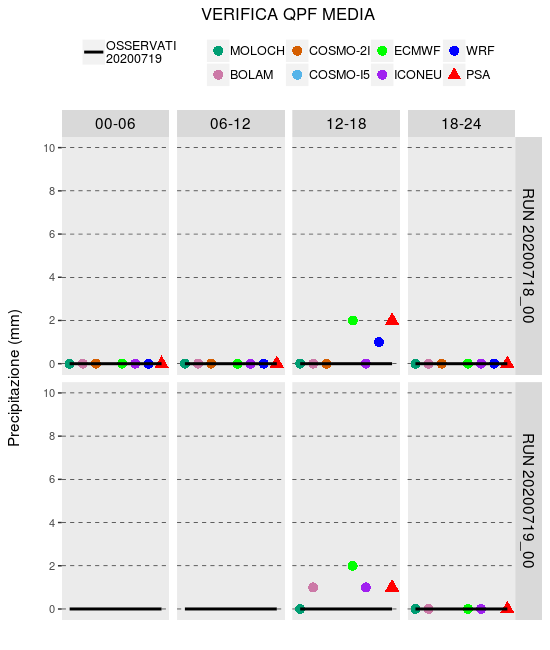 VERIFICA QPF MEDIA
OSSERVATI
20200719
MOLOCH
COSMO-2I
ECMWF
WRF
BOLAM
COSMO-I5
ICONEU
PSA
00-06
06-12
12-18
18-24
Precipitazione (mm)
10
8
6
4
2
0
RUN 20200718_00
10
8
6
4
2
0
RUN 20200719_00